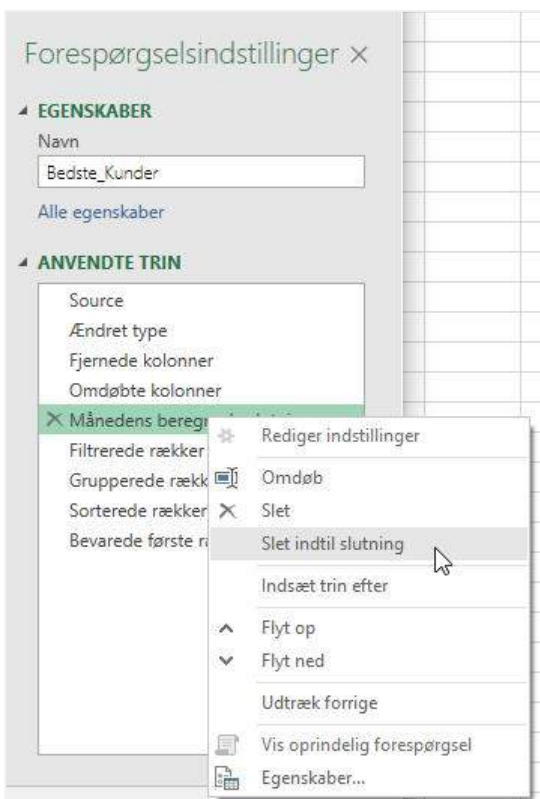 Forespørgselsindstillinger
EGENSKABER
Navn
Bedste_Kunder
Alle egenskaber
ANVENDTE TRIN
Source
Ændret type
Fjernede kolonner
Omdøbte kolonner
Månedens
Filtrerede rækker
Grupperede
Sorterede rækker
Bevarede første
Rediger indstillinger
Omdøb
Slet
Slet indtil slutning
Indsæt trin efter
Flyt op
Flyt ned
Udtræk forrige
Vis oprindelig forespørgsel
Egenskaber...